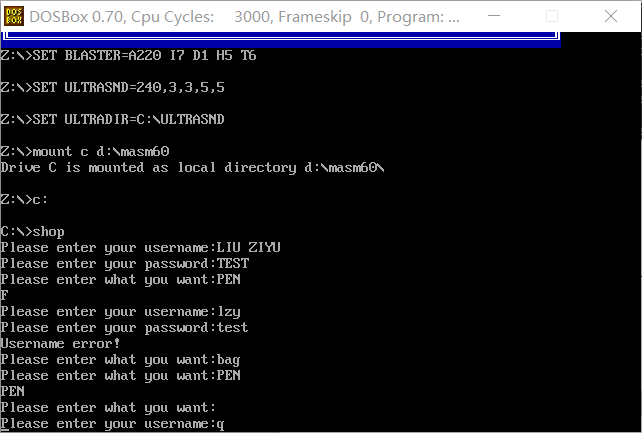 DOSBox 0.70, Cpu Cycles: 3000, Frameskip 0, Program: ...
Z:\>SET BLASTER=A220 I7 D1 H5 T6
Z:\>SET ULTRASND=240,3,3,5,5
Z:\>SET ULTRADIR=C:\ULTRASND
Z:\>mount c d:\masm60
Drive C is mounted as local directory d:\masm60\
Z:\>c:
C:\>shop
Please enter your username:LIU ZIYU
Please enter your password:TEST
Please enter what you want:PEN
F
Please enter your username:lzy
Please enter your password:test
Username error!
Please enter what you want:bag
Please enter what you want:PEN
PEN
Please enter what you want:
Please enter your username:q